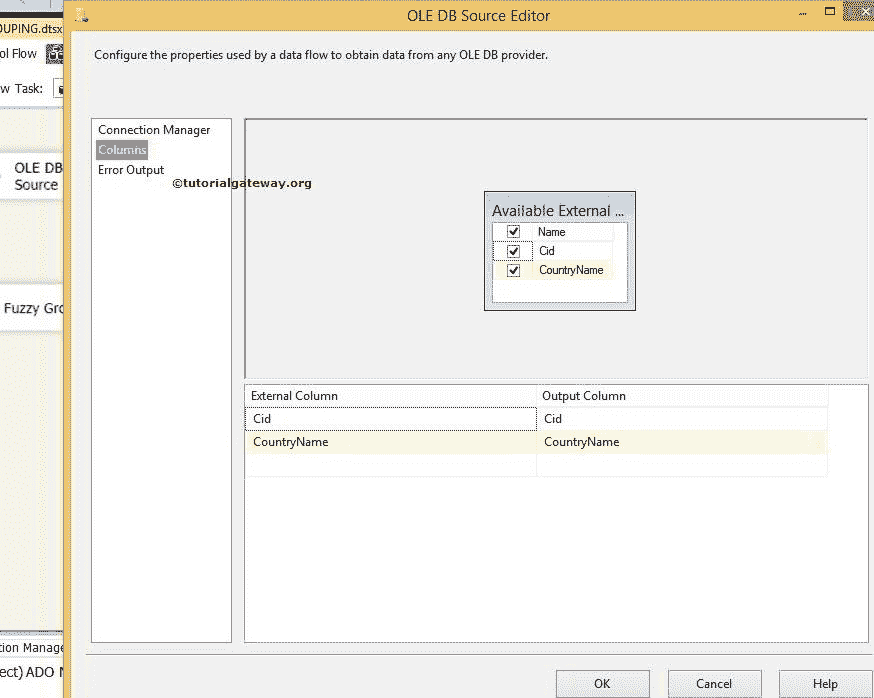 OLE DB Source Editor
OUPING.dtsx
ol Flow
w Task:
Configure the properties used by a data flow to obtain data from any OLE DB provider.
Connection Manager
Columns
Error Output
©tutorialgateway.org
OLE DB
Source
Fuzzy Gro
Available External ...
Name
Cid
CountryName
External Column Output Column
Cid Cid
CountryName CountryName
tion Manage
ect) ADO N
OK Cancel Help